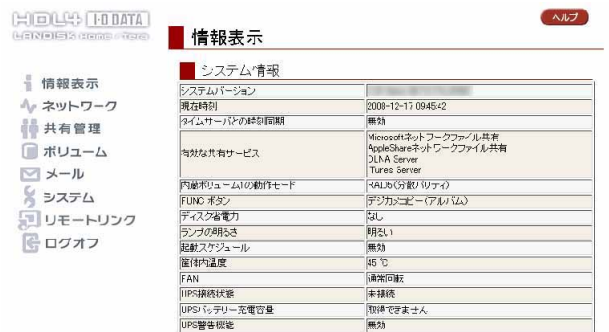 HDL4 I-O DATA
LANDISK Home / Tera
ヘルプ
情報表示
情報表示
ネットワーク
共有管理
ボリューム
メール
システム
リモートリンク
ログオフ
システム情報
システムバージョン
現在時刻 2008-12-17 09:45:42
タイムサーバとの時刻同期 無効
有効な共有サービス Microsoftネットワークファイル共有
AppleShareネットワークファイル共有
DLNA Server
iTunes Server
内蔵ボリューム1の動作モード RAID5(分散パリティ)
FUNC ボタン デジカメコピー(アルバム)
ディスク省電力 なし
ランプの明るさ 明るい
起動スケジュール 無効
筐体内温度 45 ℃
FAN 通常回転
UPS接続状態 未接続
UPSバッテリー充電容量 取得できません
UPS警告機能 無効